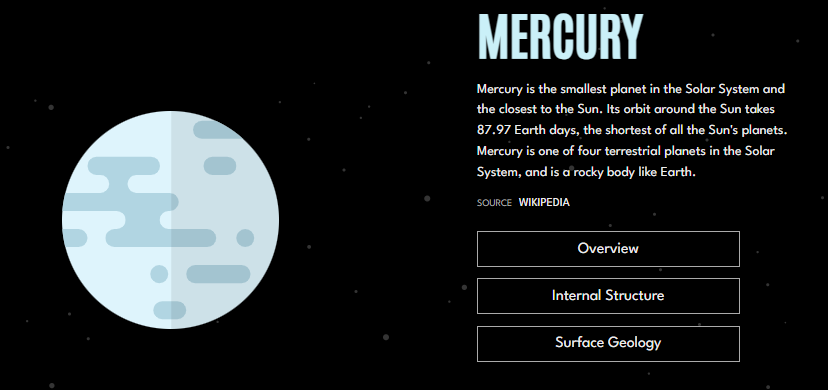 MERCURY
Mercury is the smallest planet in the Solar System and
the closest to the Sun. Its orbit around the Sun takes
87.97 Earth days, the shortest of all the Sun's planets.
Mercury is one of four terrestrial planets in the Solar
System, and is a rocky body like Earth.
SOURCE WIKIPEDIA
Overview
Internal Structure
Surface Geology